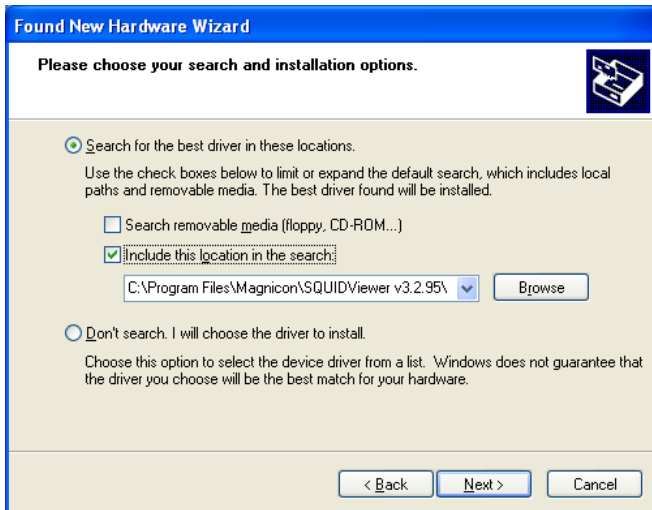 Found New Hardware Wizard
Please choose your search and installation options.
Search for the best driver in these locations.
Use the check boxes below to limit or expand the default search, which includes local
paths and removable media. The best driver found will be installed.
Search removable media (floppy, CD-ROM...)
Include this location in the search:
C:\Program Files\Magnicon\SQUIDViewer v3.2.95\
Browse
Don't search. I will choose the driver to install.
Choose this option to select the device driver from a list. Windows does not guarantee that
the driver you choose will be the best match for your hardware.
< Back
Next >
Cancel